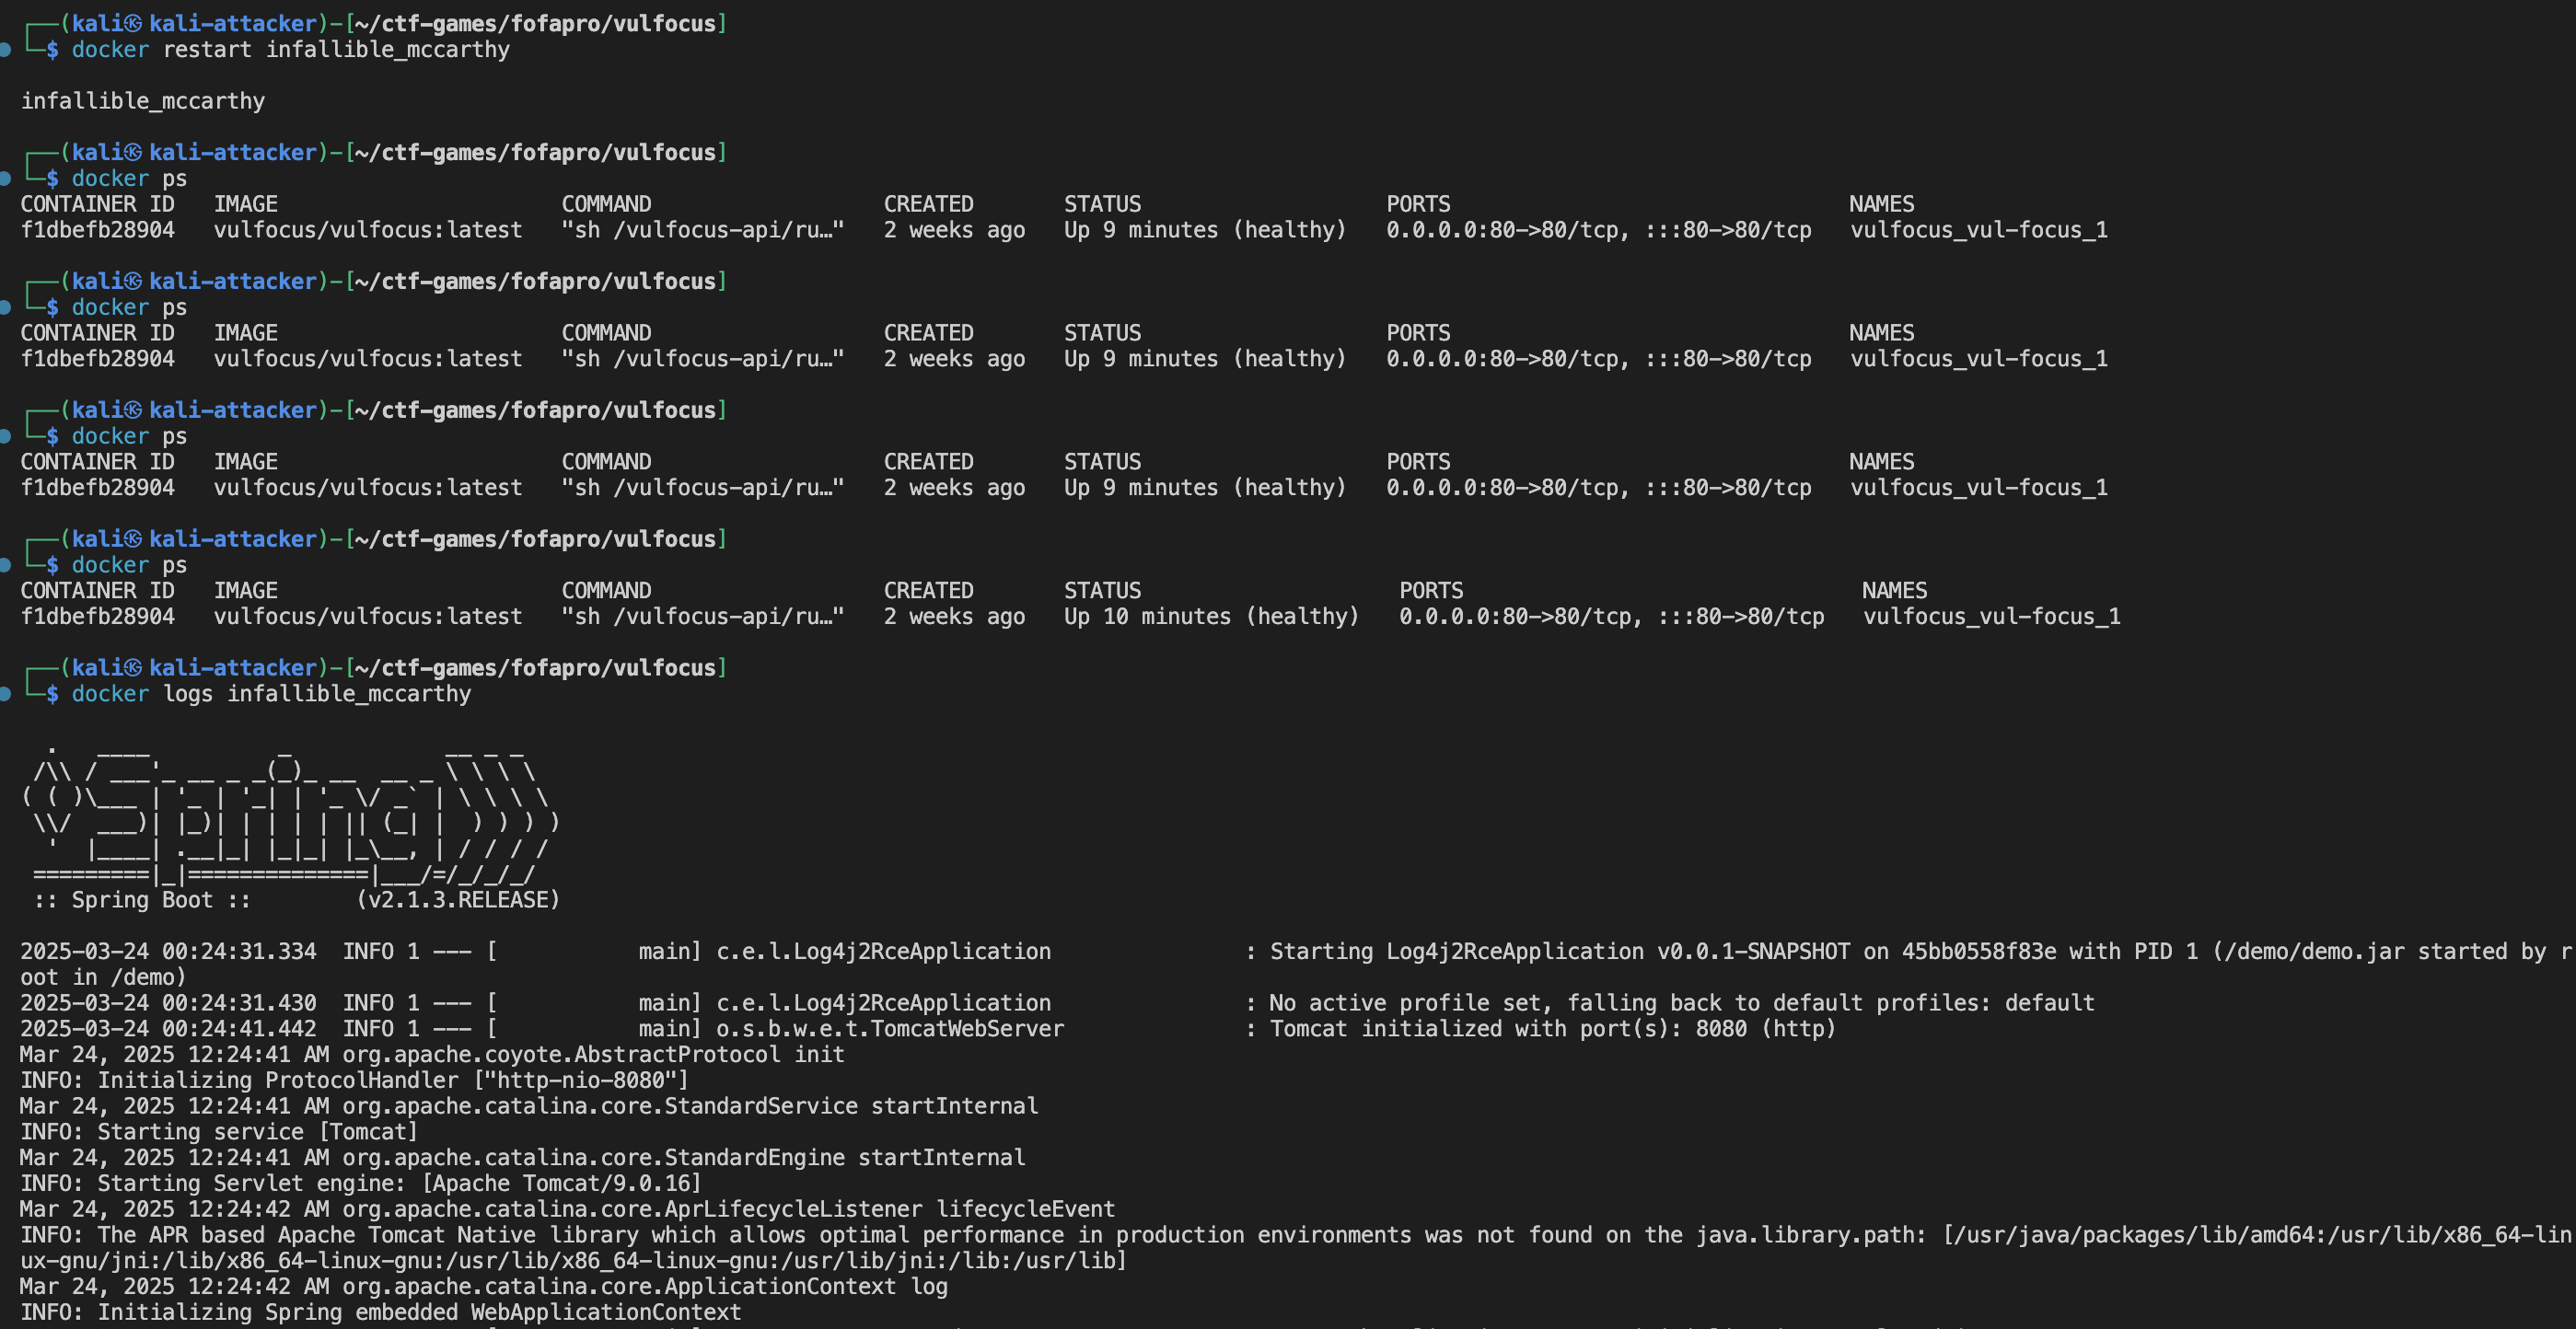 ┌──(kali㉿kali-attacker)-[~/ctf-games/fofapro/vulfocus]
└─$ docker restart infallible_mccarthy
infallible_mccarthy
┌──(kali㉿kali-attacker)-[~/ctf-games/fofapro/vulfocus]
└─$ docker ps
CONTAINER ID   IMAGE                      COMMAND                  CREATED       STATUS                   PORTS                               NAMES
f1dbefb28904   vulfocus/vulfocus:latest   "sh /vulfocus-api/ru…"   2 weeks ago   Up 9 minutes (healthy)   0.0.0.0:80->80/tcp, :::80->80/tcp   vulfocus_vul-focus_1
┌──(kali㉿kali-attacker)-[~/ctf-games/fofapro/vulfocus]
└─$ docker ps
CONTAINER ID   IMAGE                      COMMAND                  CREATED       STATUS                   PORTS                               NAMES
f1dbefb28904   vulfocus/vulfocus:latest   "sh /vulfocus-api/ru…"   2 weeks ago   Up 9 minutes (healthy)   0.0.0.0:80->80/tcp, :::80->80/tcp   vulfocus_vul-focus_1
┌──(kali㉿kali-attacker)-[~/ctf-games/fofapro/vulfocus]
└─$ docker ps
CONTAINER ID   IMAGE                      COMMAND                  CREATED       STATUS                   PORTS                               NAMES
f1dbefb28904   vulfocus/vulfocus:latest   "sh /vulfocus-api/ru…"   2 weeks ago   Up 9 minutes (healthy)   0.0.0.0:80->80/tcp, :::80->80/tcp   vulfocus_vul-focus_1
┌──(kali㉿kali-attacker)-[~/ctf-games/fofapro/vulfocus]
└─$ docker ps
CONTAINER ID   IMAGE                      COMMAND                  CREATED       STATUS                    PORTS                               NAMES
f1dbefb28904   vulfocus/vulfocus:latest   "sh /vulfocus-api/ru…"   2 weeks ago   Up 10 minutes (healthy)   0.0.0.0:80->80/tcp, :::80->80/tcp   vulfocus_vul-focus_1
┌──(kali㉿kali-attacker)-[~/ctf-games/fofapro/vulfocus]
└─$ docker logs infallible_mccarthy
  .   ____          _            __ _ _
 /\\ / ___'_ __ _ _(_)_ __  __ _ \ \ \ \
( ( )\___ | '_ | '_| | '_ \/ _` | \ \ \ \
 \\/  ___)| |_)| | | | | || (_| |  ) ) ) )
  '  |____| .__|_| |_|_| |_\__, | / / / /
 =========|_|==============|___/=/_/_/_/
 :: Spring Boot ::        (v2.1.3.RELEASE)
2025-03-24 00:24:31.334  INFO 1 --- [           main] c.e.l.Log4j2RceApplication               : Starting Log4j2RceApplication v0.0.1-SNAPSHOT on 45bb0558f83e with PID 1 (/demo/demo.jar started by r
oot in /demo)
2025-03-24 00:24:31.430  INFO 1 --- [           main] c.e.l.Log4j2RceApplication               : No active profile set, falling back to default profiles: default
2025-03-24 00:24:41.442  INFO 1 --- [           main] o.s.b.w.e.t.TomcatWebServer              : Tomcat initialized with port(s): 8080 (http)
Mar 24, 2025 12:24:41 AM org.apache.coyote.AbstractProtocol init
INFO: Initializing ProtocolHandler ["http-nio-8080"]
Mar 24, 2025 12:24:41 AM org.apache.catalina.core.StandardService startInternal
INFO: Starting service [Tomcat]
Mar 24, 2025 12:24:41 AM org.apache.catalina.core.StandardEngine startInternal
INFO: Starting Servlet engine: [Apache Tomcat/9.0.16]
Mar 24, 2025 12:24:42 AM org.apache.catalina.core.AprLifecycleListener lifecycleEvent
INFO: The APR based Apache Tomcat Native library which allows optimal performance in production environments was not found on the java.library.path: [/usr/java/packages/lib/amd64:/usr/lib/x86_64-lin
ux-gnu/jni:/lib/x86_64-linux-gnu:/usr/lib/x86_64-linux-gnu:/usr/lib/jni:/lib:/usr/lib]
Mar 24, 2025 12:24:42 AM org.apache.catalina.core.ApplicationContext log
INFO: Initializing Spring embedded WebApplicationContext